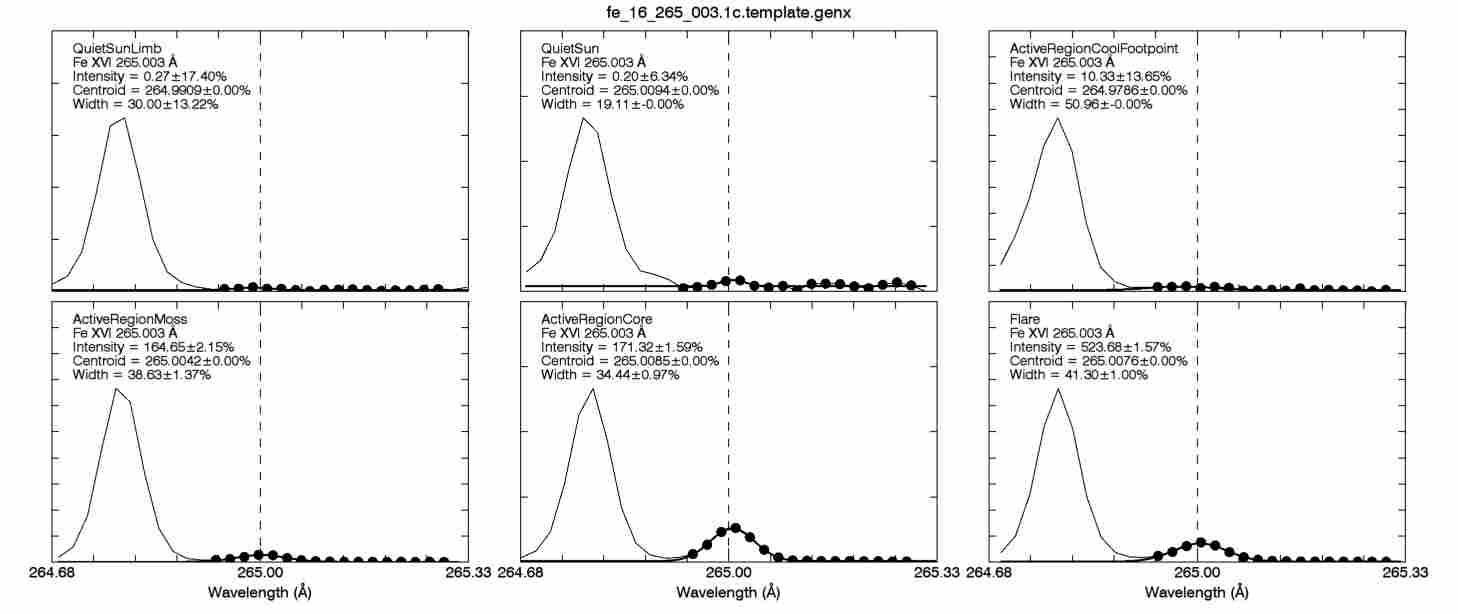 fe_16_265_003.1c.template.genx
QuietSunLimb
Fe XVI 265.003 Å
Intensity = 0.27±17.40%
Centroid = 264.9909±0.00%
Width = 30.00±13.22%
QuietSun
Fe XVI 265.003 Å
Intensity = 0.20±6.34%
Centroid = 265.0094±0.00%
Width = 19.11±-0.00%
ActiveRegionCoolFootpoint
Fe XVI 265.003 Å
Intensity = 10.33±13.65%
Centroid = 264.9786±0.00%
Width = 50.96±-0.00%
ActiveRegionMoss
Fe XVI 265.003 Å
Intensity = 164.65±2.15%
Centroid = 265.0042±0.00%
Width = 38.63±1.37%
ActiveRegionCore
Fe XVI 265.003 Å
Intensity = 171.32±1.59%
Centroid = 265.0085±0.00%
Width = 34.44±0.97%
Flare
Fe XVI 265.003 Å
Intensity = 523.68±1.57%
Centroid = 265.0076±0.00%
Width = 41.30±1.00%
264.68 265.00 265.33 264.68 265.00 265.33 264.68 265.00 265.33
Wavelength (Å) Wavelength (Å) Wavelength (Å)